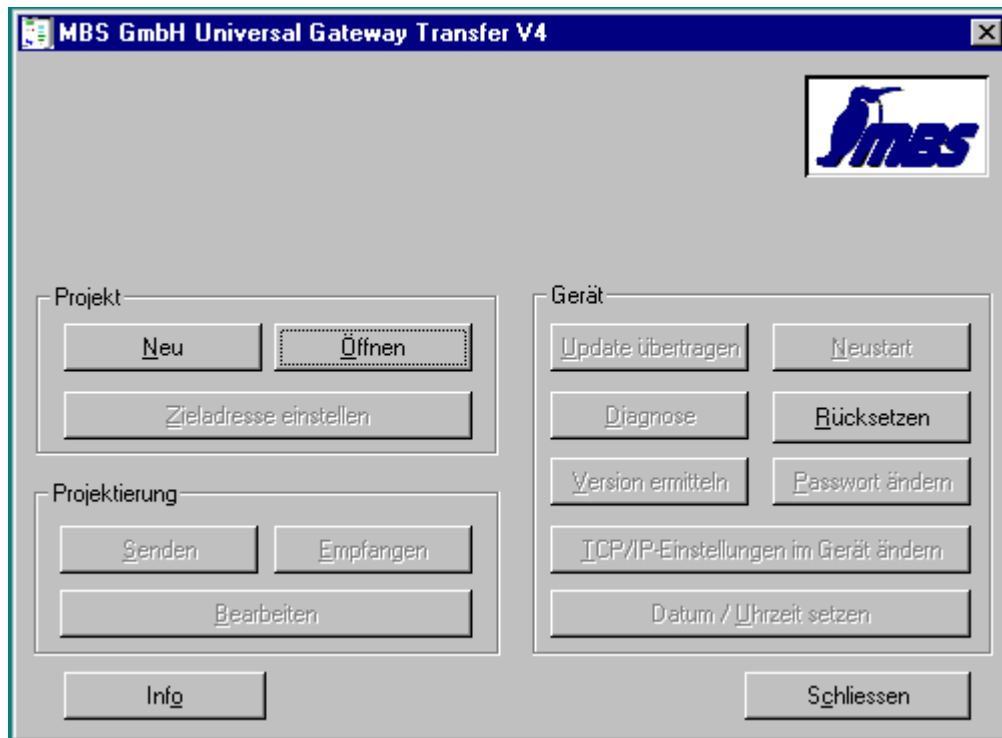 MBS GmbH Universal Gateway Transfer V4
MBS
Projekt
Neu
Öffnen
Zieladresse einstellen
Projektierung
Senden
Empfangen
Bearbeiten
Gerät
Update übertragen
Neustart
Diagnose
Rücksetzen
Version ermitteln
Passwort ändern
TCP/IP-Einstellungen im Gerät ändern
Datum / Uhrzeit setzen
Info
Schliessen